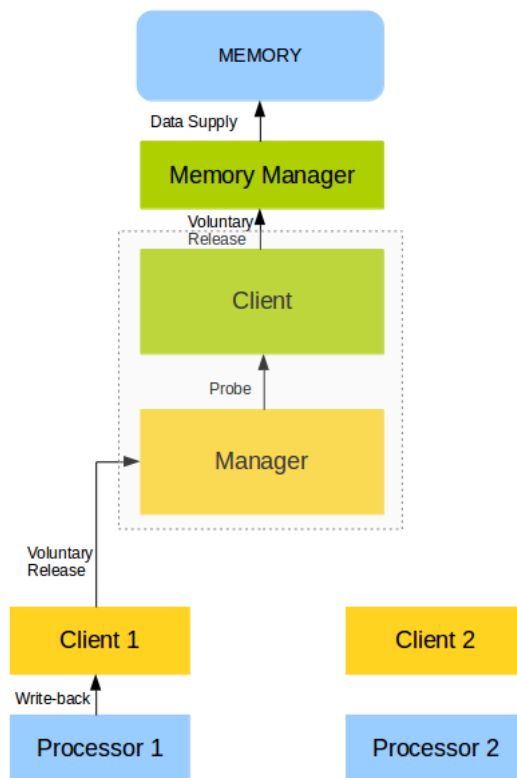 MEMORY
Data Supply
Memory Manager
Voluntary
Release
Client
Probe
Manager
Voluntary
Release
Client 1
Client 2
Write-back
Processor 1
Processor 2